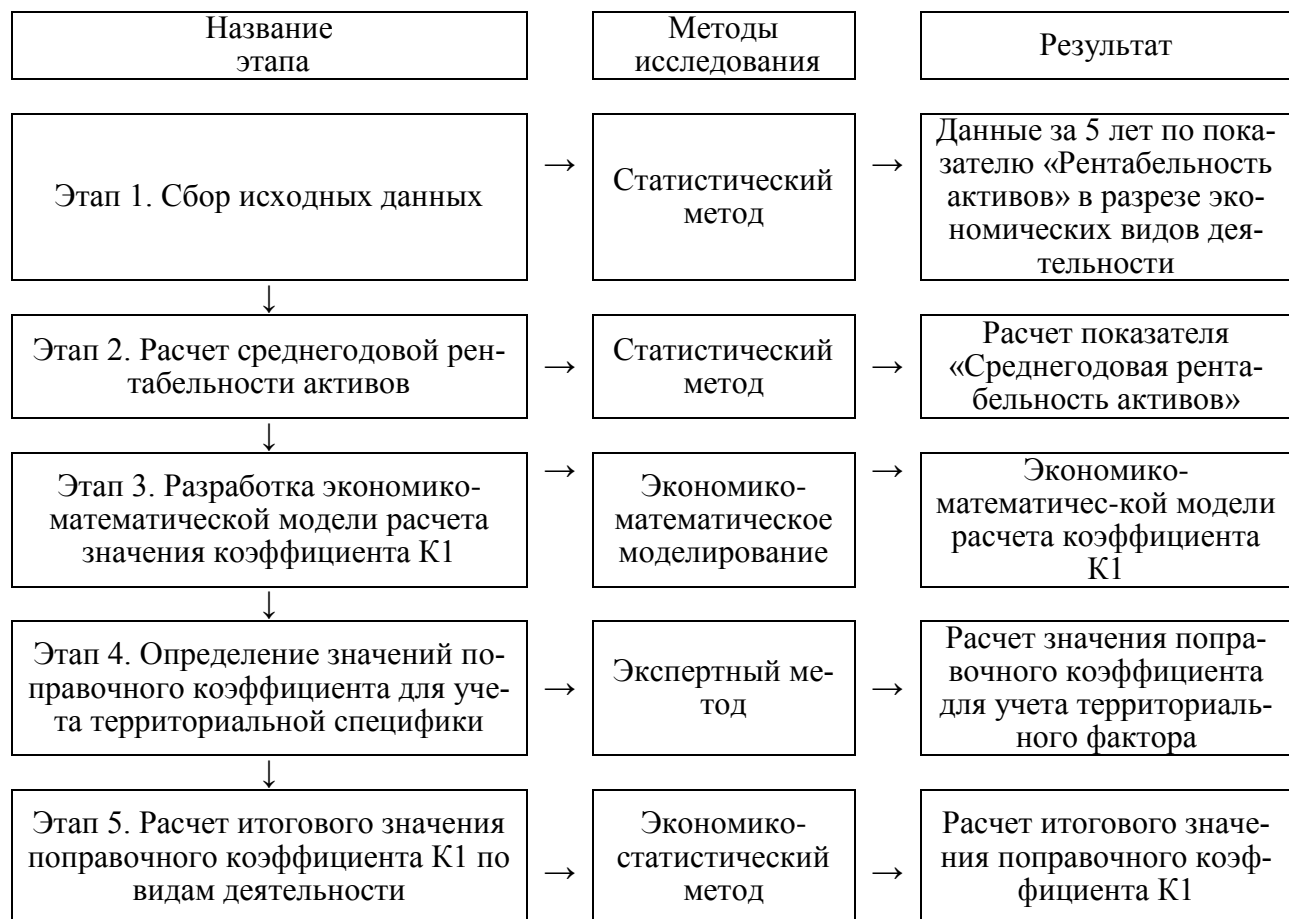 Название
этапа
Методы
исследования
Результат
Этап 1. Сбор исходных данных
→
Статистический
метод
→
Данные за 5 лет по пока-
зателю «Рентабельность
активов» в разрезе эко-
номических видов дея-
тельности
↓
Этап 2. Расчет среднегодовой рен-
табельности активов
→
Статистический
метод
→
Расчет показателя
«Среднегодовая рента-
бельность активов»
↓
Этап 3. Разработка экономико-
математической модели расчета
значения коэффициента К1
→
Экономико-
математическое
моделирование
→
Экономико-
математичес-кой модели
расчета коэффициента
К1
↓
Этап 4. Определение значений по-
правочного коэффициента для уче-
та территориальной специфики
→
Экспертный ме-
тод
→
Расчет значения попра-
вочного коэффициента
для учета территориаль-
ного фактора
↓
Этап 5. Расчет итогового значения
поправочного коэффициента К1 по
видам деятельности
→
Экономико-
статистический
метод
→
Расчет итогового значе-
ния поправочного коэф-
фициента К1